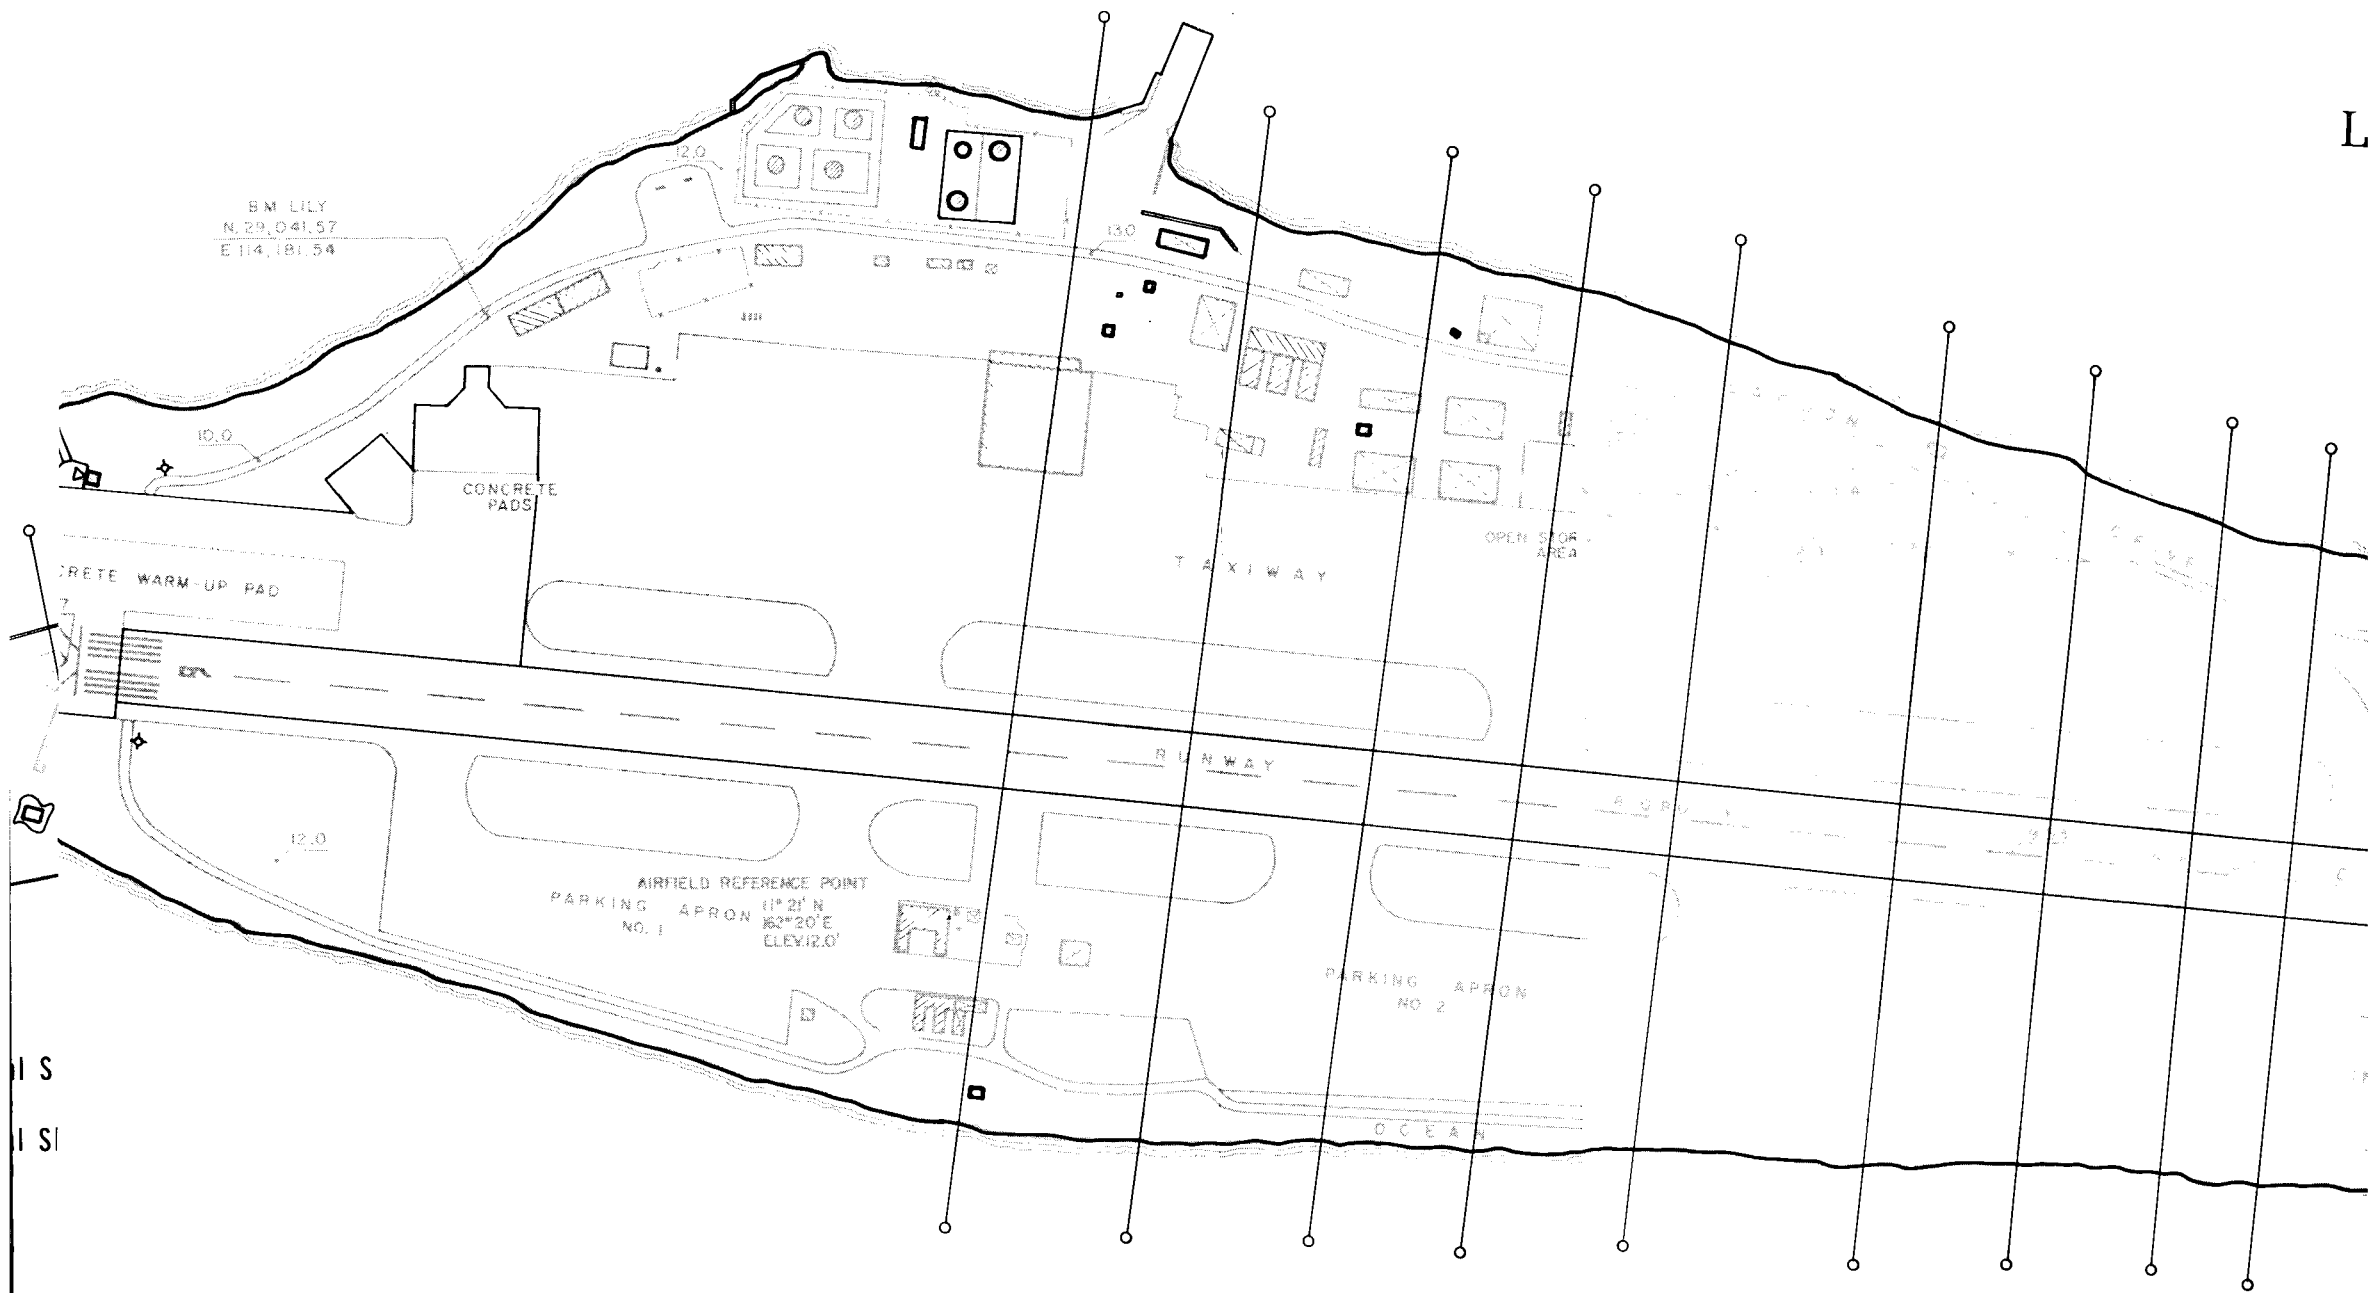 L
BM LILY
N. 29,041.57
E 114,181.54
12.0
13.0
10.0
CONCRETE
PADS
CRETE WARM-UP PAD
OPEN STOR
AREA
TAXIWAY
RUNWAY
12.0
AIRFIELD REFERENCE POINT
11° 21' N
162° 20' E
ELEV. 12.0'
PARKING APRON
NO. 1
PARKING APRON
NO. 2
OCEAN
DRIVE